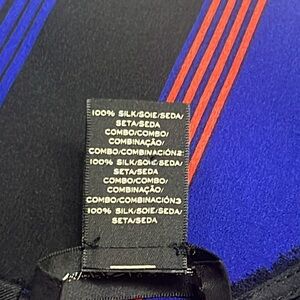 100% SILK/SOIE/SEDA/
SETA/SEDA
COMBO/COMBO/
COMBINAÇÃO/
COMBO/COMBINACIÓN2
100% SILK/SOIE/SEDA/
SETA/SEDA
COMBO/COMBO/
COMBINAÇÃO/
COMBO/COMBINACIÓN3
100% SILK/SOIE/SEDA/
SETA/SEDA